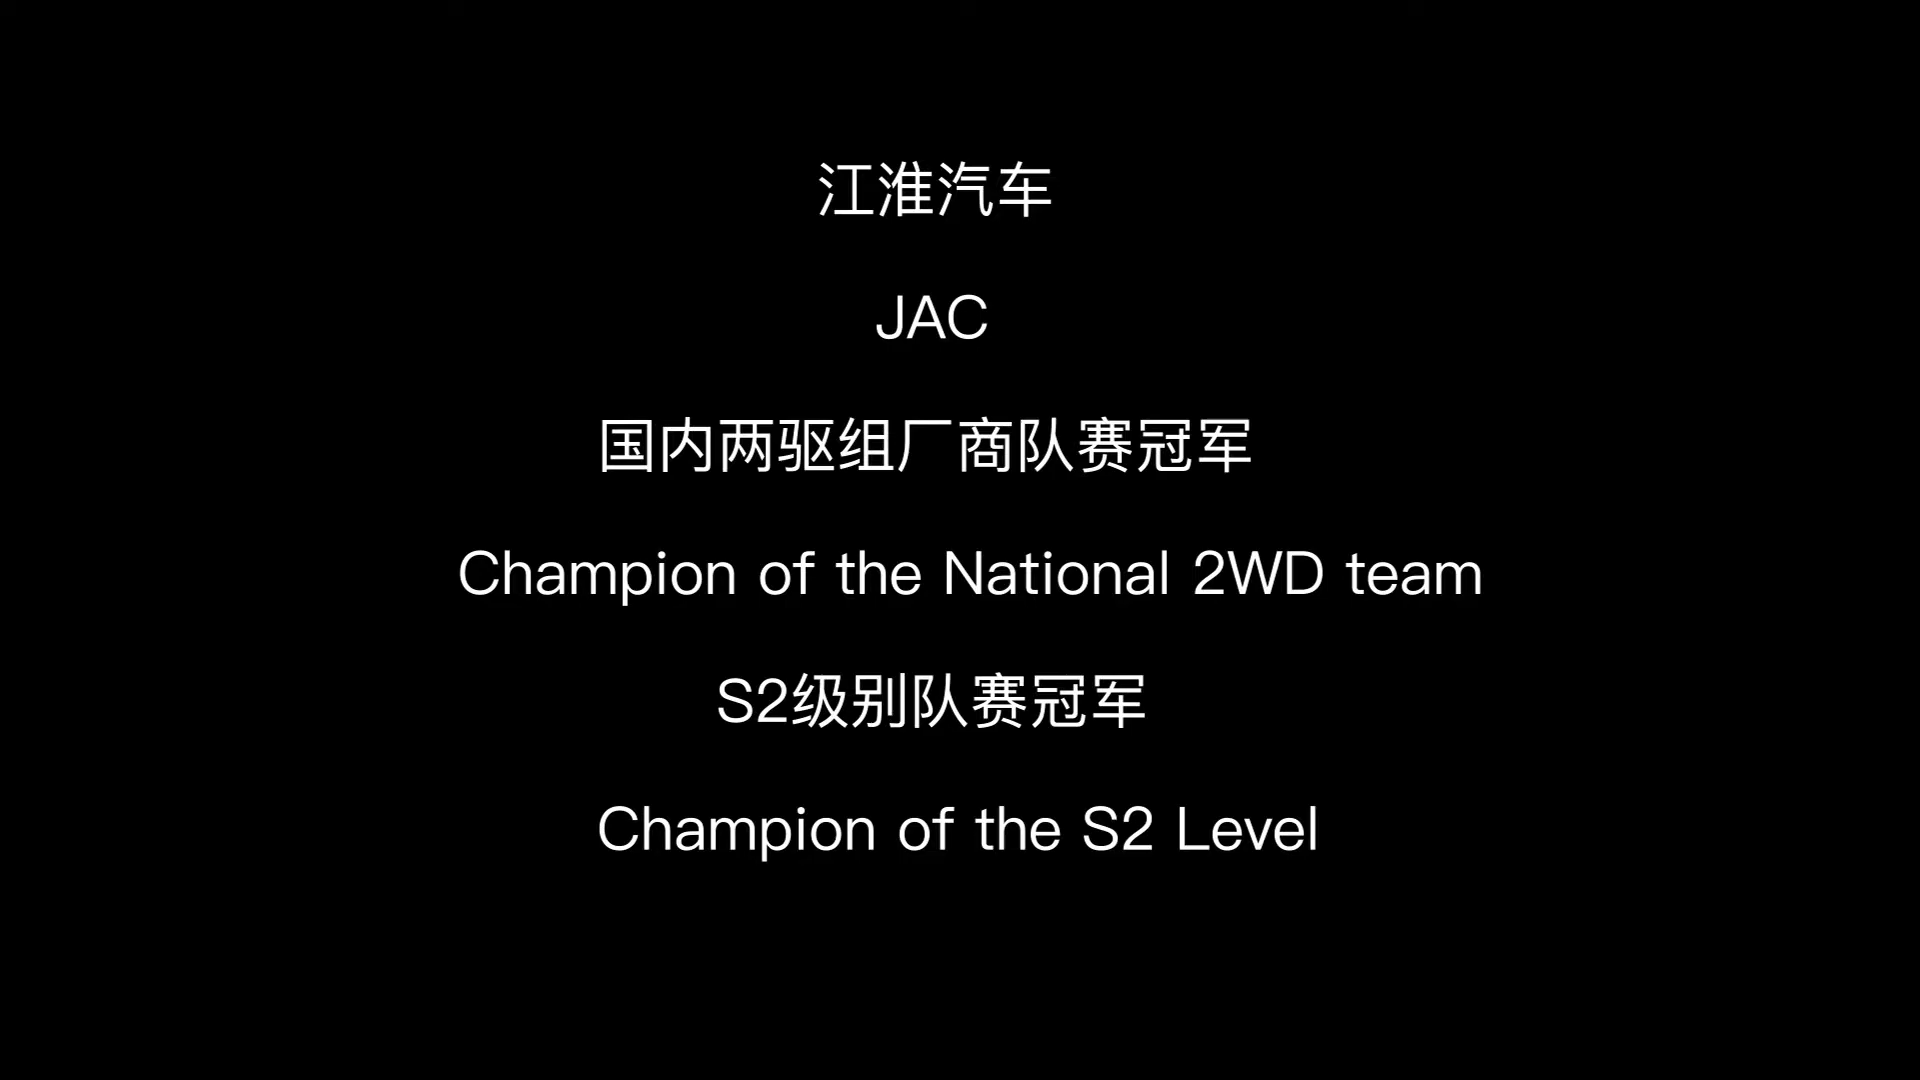 江淮汽车
JAC
国内两驱组厂商队赛冠军
Champion of the National 2WD team
S2级别队赛冠军
Champion of the S2 Level